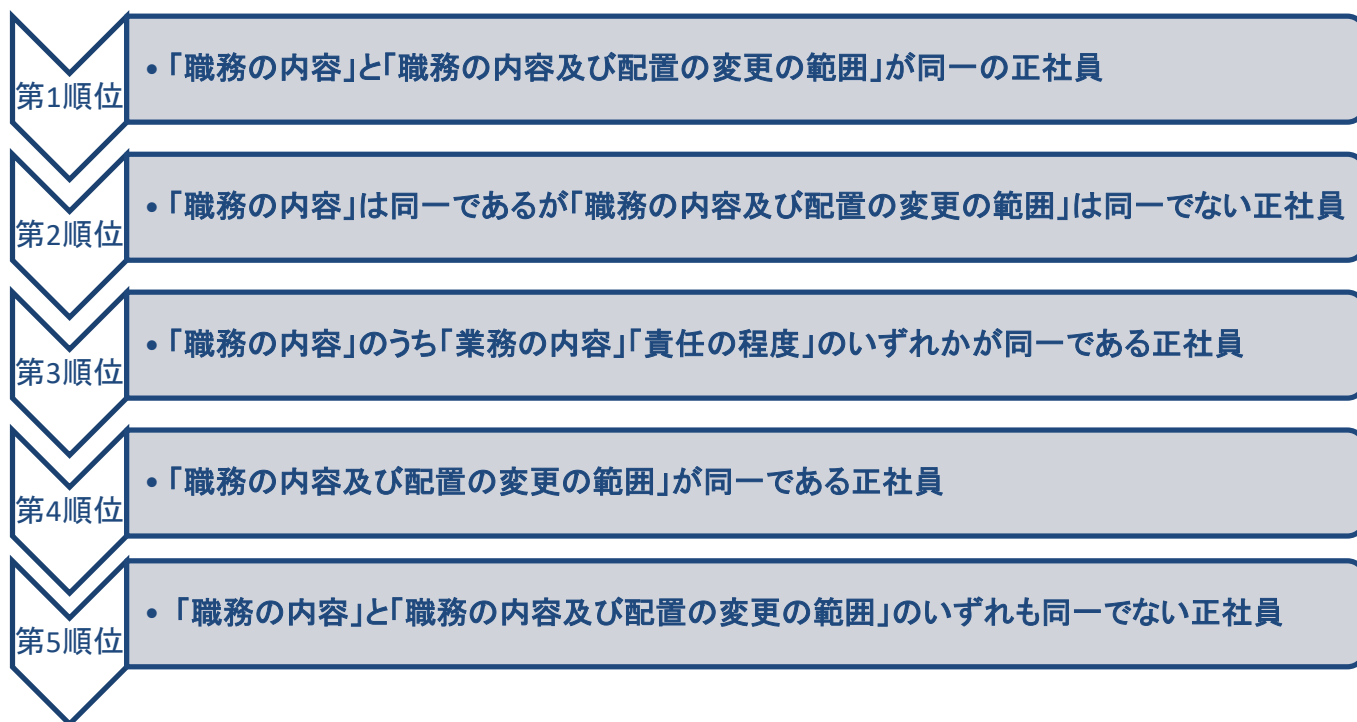 第1順位
•「職務の内容」と「職務の内容及び配置の変更の範囲」が同一の正社員
第2順位
•「職務の内容」は同一であるが「職務の内容及び配置の変更の範囲」は同一でない正社員
第3順位
•「職務の内容」のうち「業務の内容」「責任の程度」のいずれかが同一である正社員
第4順位
•「職務の内容及び配置の変更の範囲」が同一である正社員
第5順位
• 「職務の内容」と「職務の内容及び配置の変更の範囲」のいずれも同一でない正社員